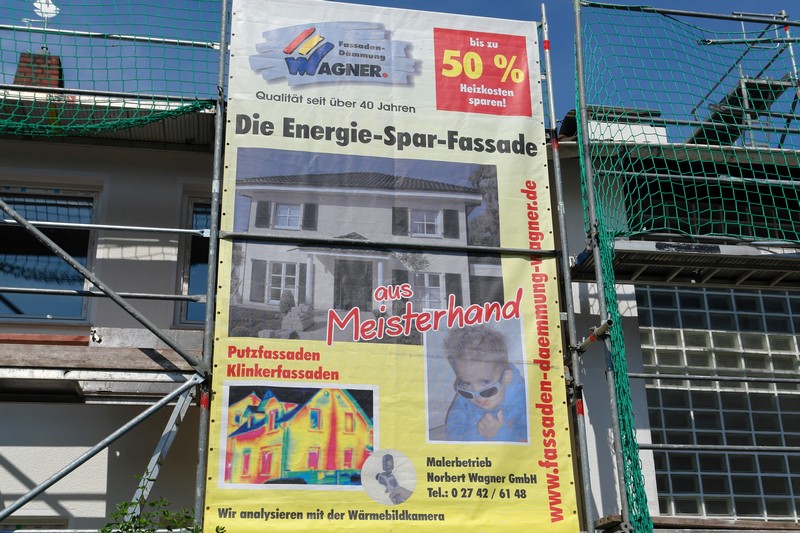 Fassaden-
Dämmung
WAGNER.
Qualität seit über 40 Jahren
bis zu
50 %
Heizkosten
sparen!
Die Energie-Spar-Fassade
aus
Meisterhand
www.fassaden-daemmung-wagner.de
Putzfassaden
Klinkerfassaden
Malerbetrieb
Norbert Wagner GmbH
Tel.: 0 27 42 / 61 48
Wir analysieren mit der Wärmebildkamera